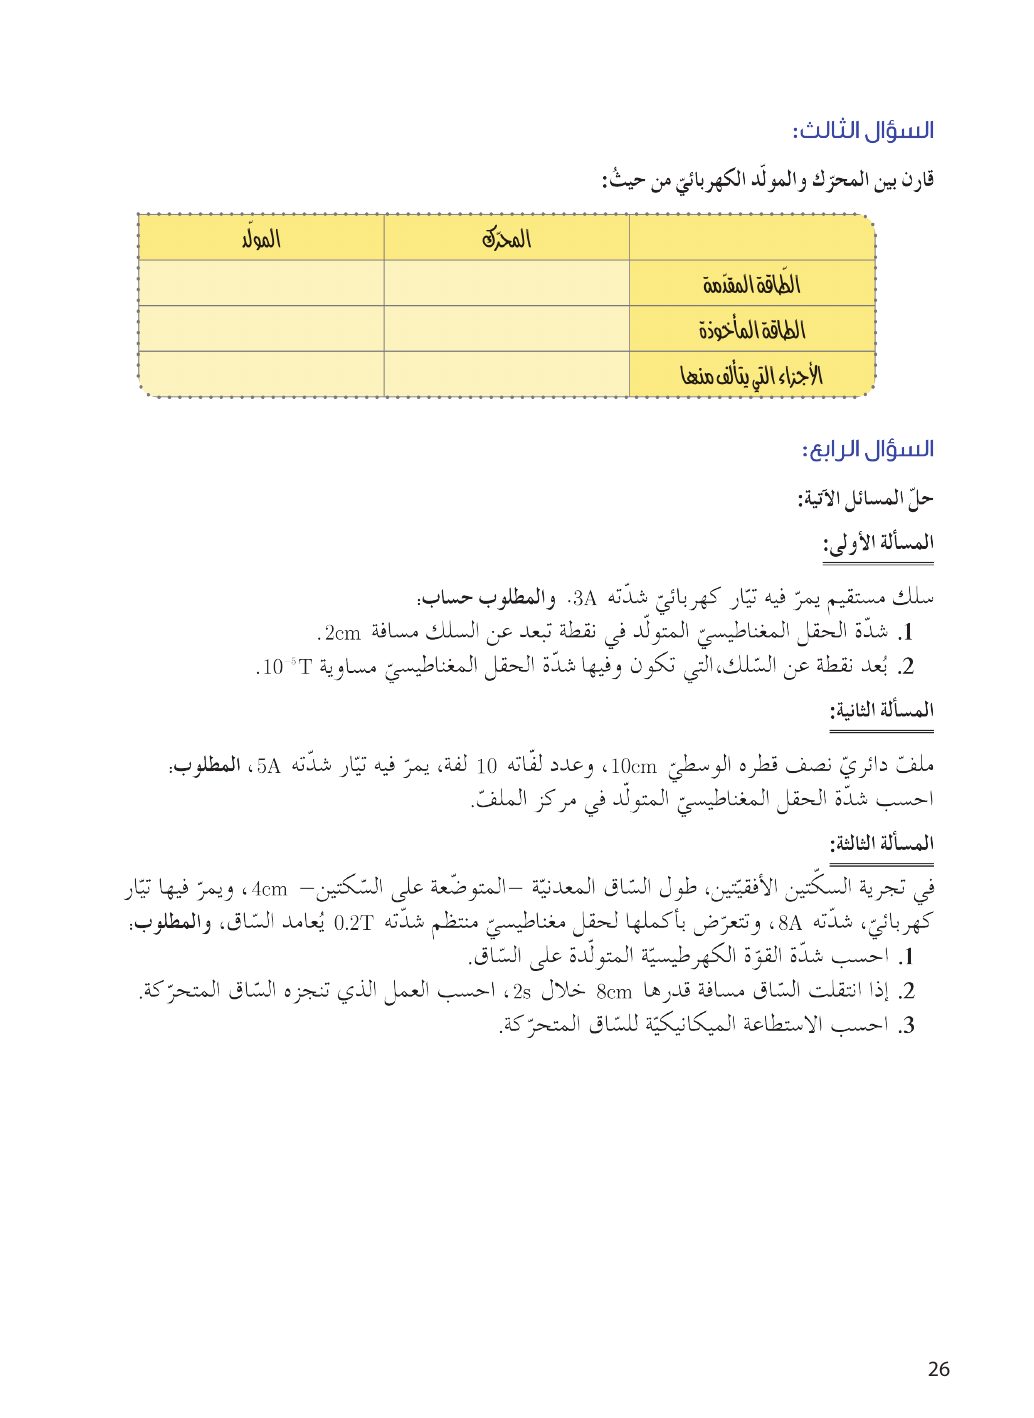 السؤال الثالث:
قارن بين المحرّك والمولّد الكهربائيّ من حيثُ:
المحرّك المولّد
الطّاقة المقدّمة
الطاقة المأخوذة
الأجزاء التي يتألف منها
السؤال الرابع:
حلّ المسائل الآتية:
المسألة الأولى:
سلك مستقيم يمرّ فيه تيّار كهربائيّ شدّته 3A. والمطلوب حساب:
1. شدّة الحقل المغناطيسيّ المتولّد في نقطة تبعد عن السلك مسافة 2cm.
2. بُعد نقطة عن السّلك،التي تكون وفيها شدّة الحقل المغناطيسيّ مساوية 10⁻⁵T.
المسألة الثانية:
ملفّ دائريّ نصف قطره الوسطيّ 10cm، وعدد لفّاته 10 لفة، يمرّ فيه تيّار شدّته 5A، المطلوب:
احسب شدّة الحقل المغناطيسيّ المتولّد في مركز الملفّ.
المسألة الثالثة:
في تجربة السكّتين الأفقيّتين، طول السّاق المعدنيّة –المتوضّعة على السّكتين– 4cm، ويمرّ فيها تيّار
كهربائيّ، شدّته 8A، وتتعرّض بأكملها لحقل مغناطيسيّ منتظم شدّته 0.2T يُعامد السّاق، والمطلوب:
1. احسب شدّة القوّة الكهرطيسيّة المتولّدة على السّاق.
2. إذا انتقلت السّاق مسافة قدرها 8cm خلال 2s، احسب العمل الذي تنجزه السّاق المتحرّكة.
3. احسب الاستطاعة الميكانيكيّة للسّاق المتحرّكة.
26